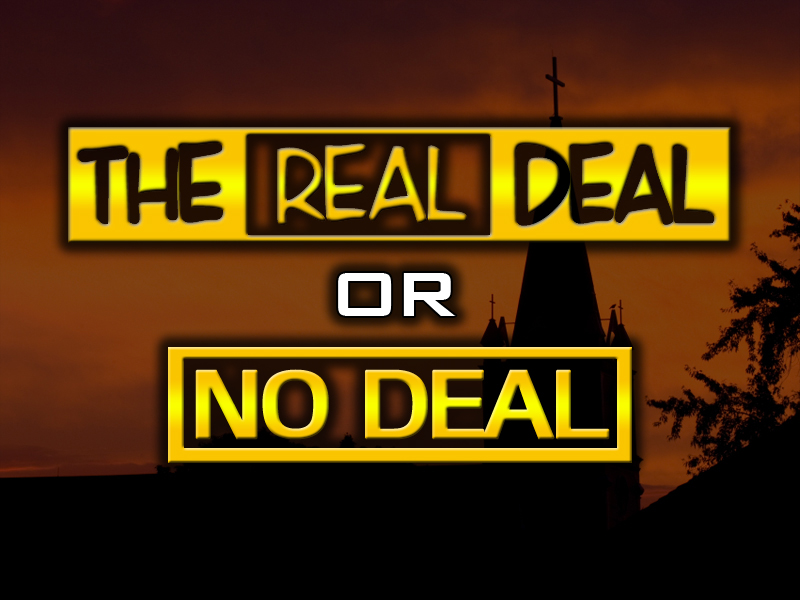 THE REAL DEAL
OR
NO DEAL